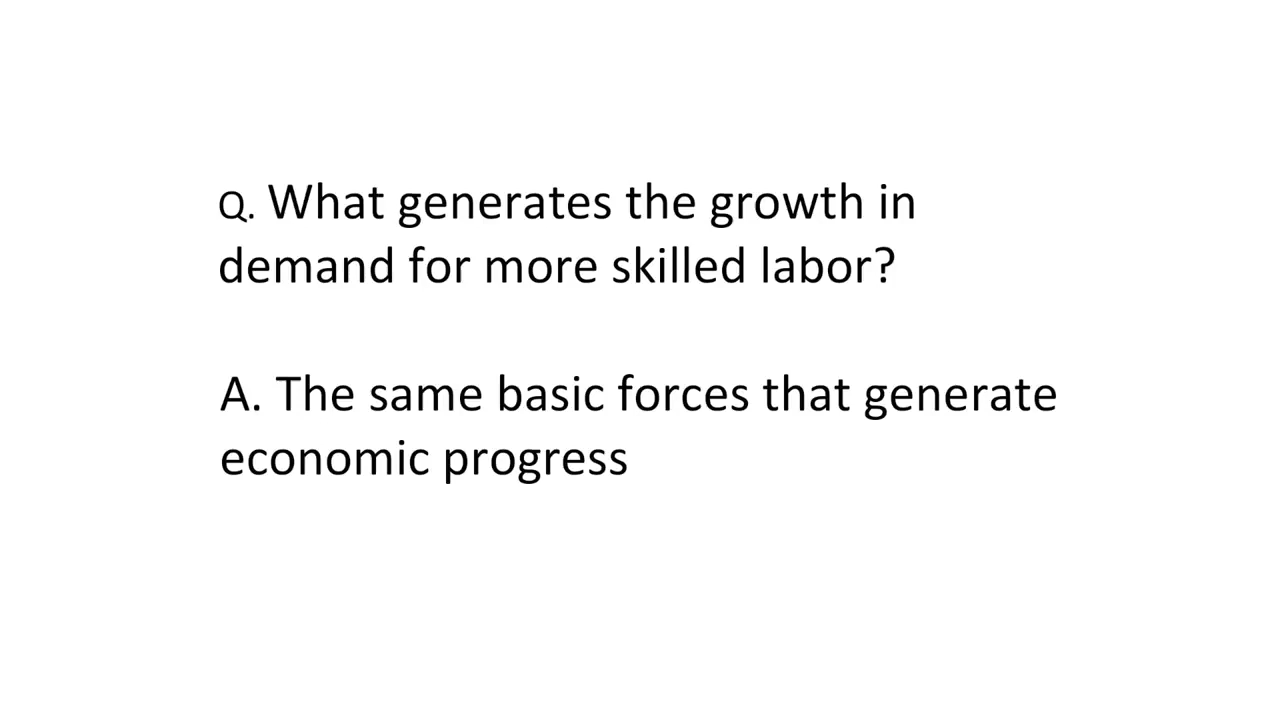 Q. What generates the growth in
demand for more skilled labor?
A. The same basic forces that generate
economic progress